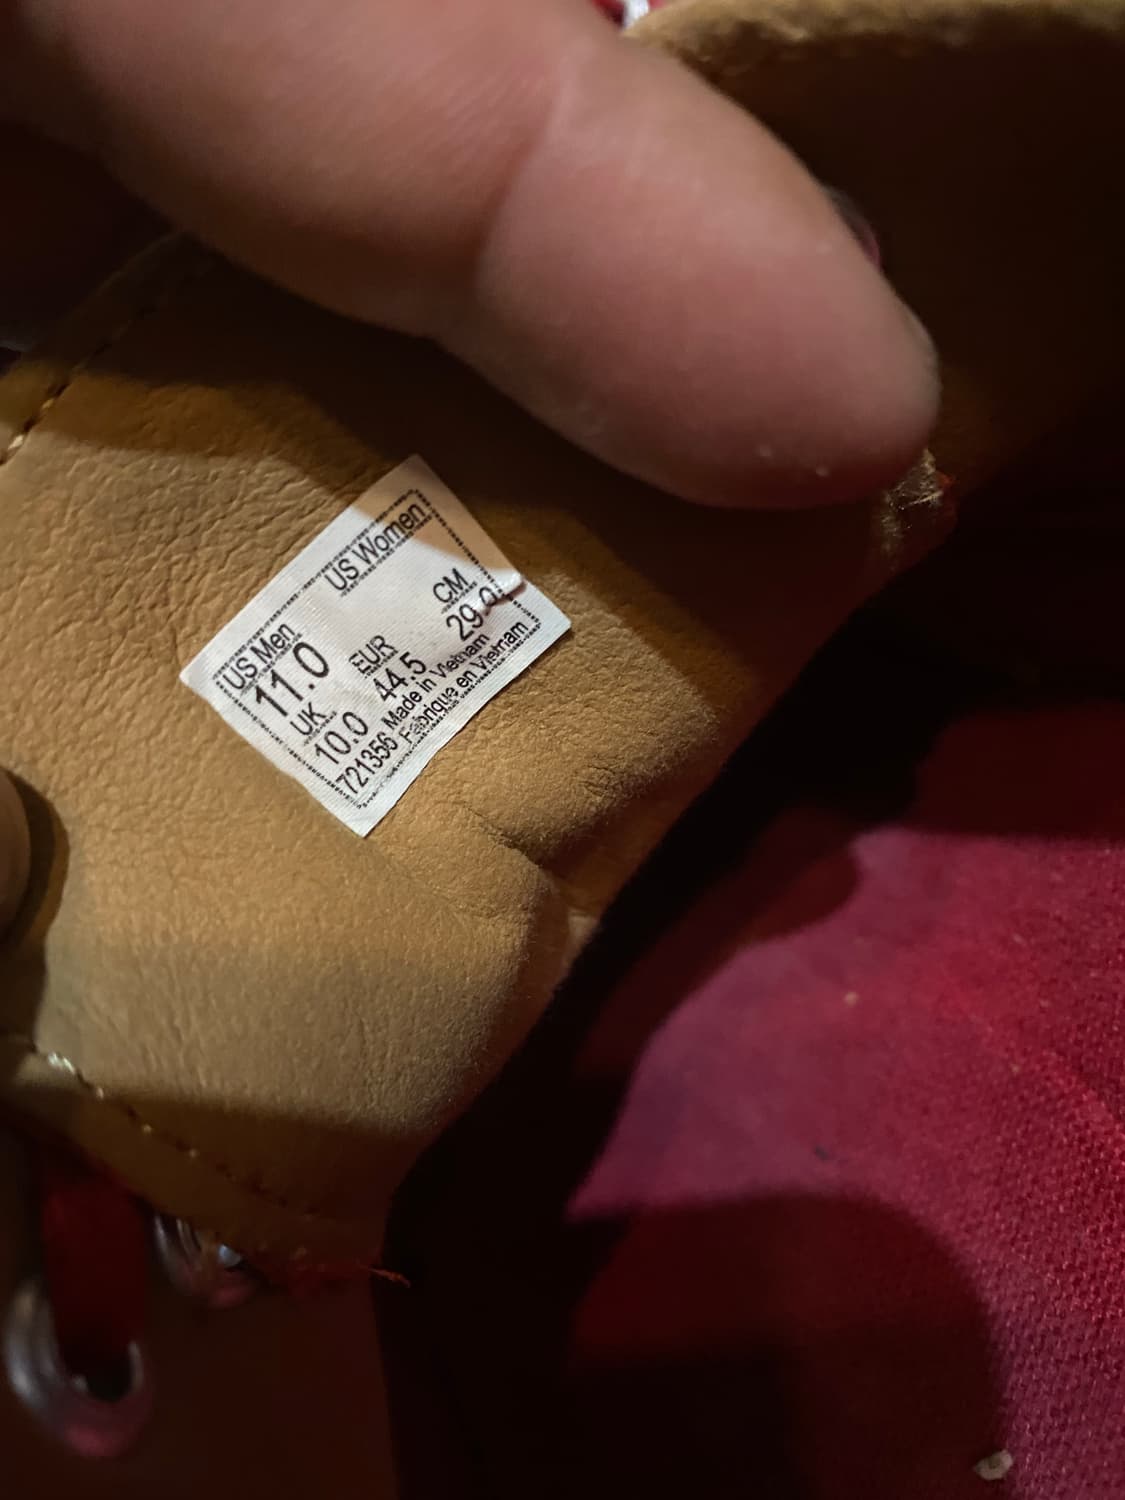 US Men US Women
11.0
UK EUR CM
10.0 44.5 29.0
721356 Made in Vietnam
Fabriqué en Vietnam